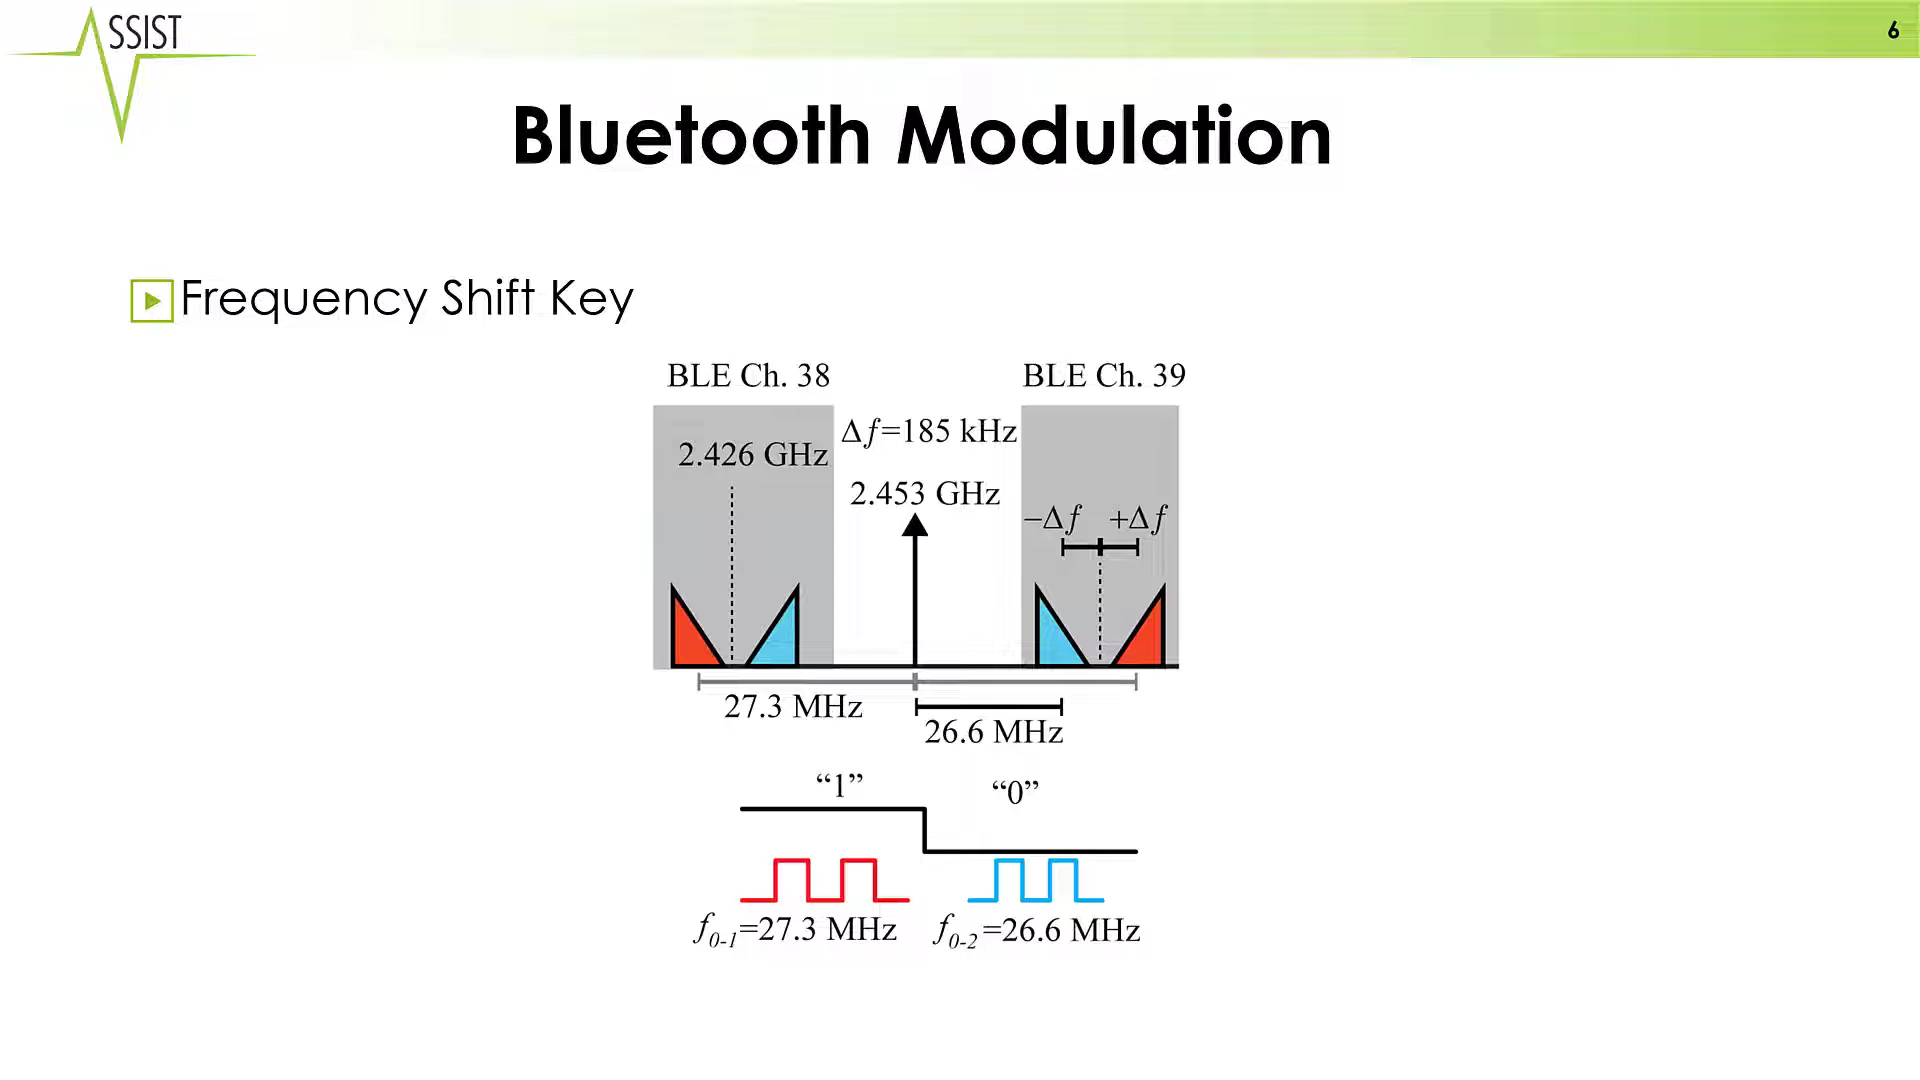 ASSIST
6
Bluetooth Modulation
Frequency Shift Key
BLE Ch. 38
BLE Ch. 39
Δf=185 kHz
2.426 GHz
2.453 GHz
−Δf +Δf
27.3 MHz
26.6 MHz
“1”
“0”
f0-1=27.3 MHz
f0-2=26.6 MHz